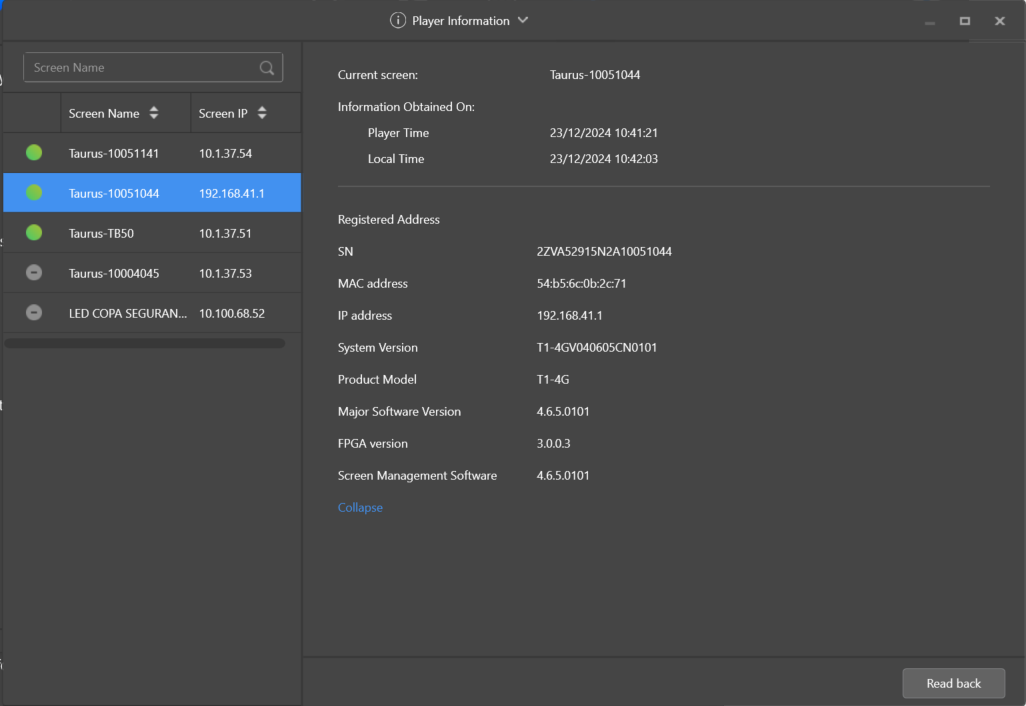 Player Information
Screen Name
Screen Name Screen IP
Taurus-10051141 10.1.37.54
Taurus-10051044 192.168.41.1
Taurus-TB50 10.1.37.51
Taurus-10004045 10.1.37.53
LED COPA SEGURAN... 10.100.68.52
Current screen: Taurus-10051044
Information Obtained On:
Player Time 23/12/2024 10:41:21
Local Time 23/12/2024 10:42:03
Registered Address
SN 2ZVA52915N2A10051044
MAC address 54:b5:6c:0b:2c:71
IP address 192.168.41.1
System Version T1-4GV040605CN0101
Product Model T1-4G
Major Software Version 4.6.5.0101
FPGA version 3.0.0.3
Screen Management Software 4.6.5.0101
Collapse
Read back